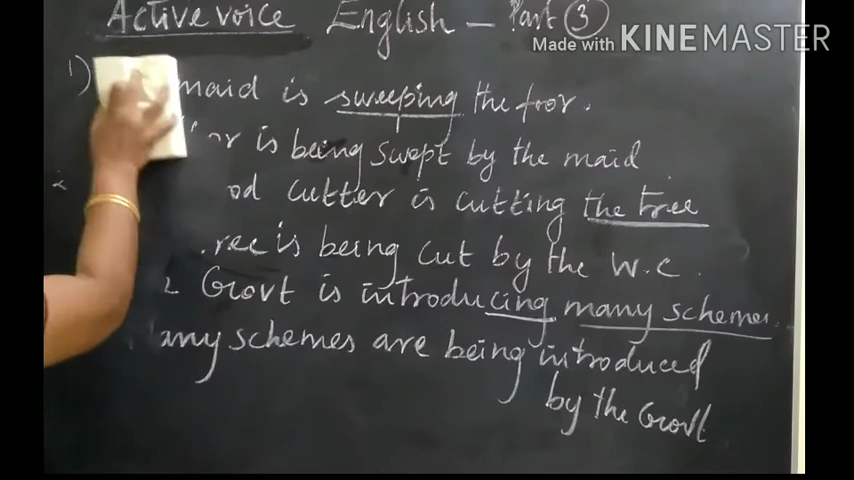 Active voice English – Part 3
Made with KINEMASTER
1) maid is sweeping the foor.
is being swept by the maid
cutter is cutting the tree
is being cut by the W.C.
Govt is introducing many schemes.
schemes are being introduced
by the Govt